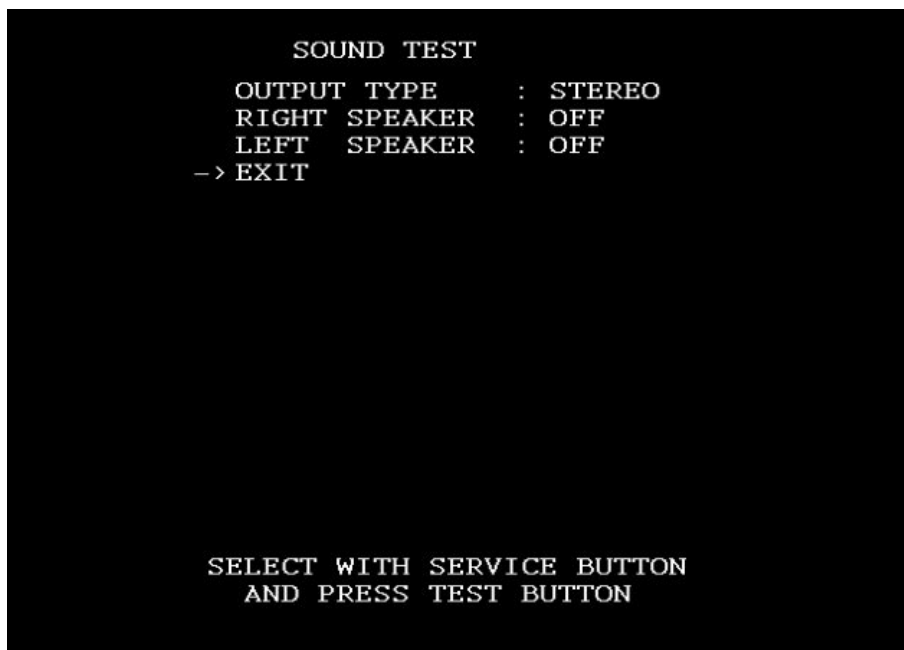 SOUND TEST
OUTPUT TYPE : STEREO
RIGHT SPEAKER : OFF
LEFT SPEAKER : OFF
-> EXIT
SELECT WITH SERVICE BUTTON
AND PRESS TEST BUTTON